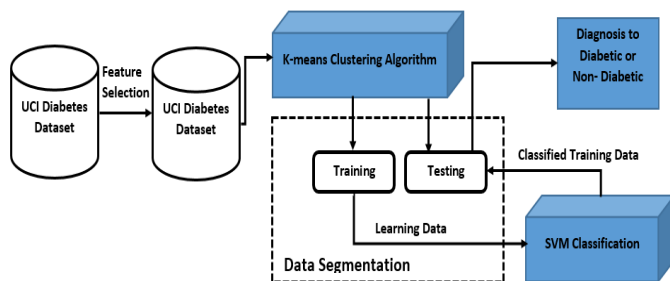 UCI Diabetes
Dataset
Feature
Selection
UCI Diabetes
Dataset
K-means Clustering Algorithm
Diagnosis to
Diabetic or
Non- Diabetic
Training
Testing
Classified Training Data
Learning Data
SVM Classification
Data Segmentation